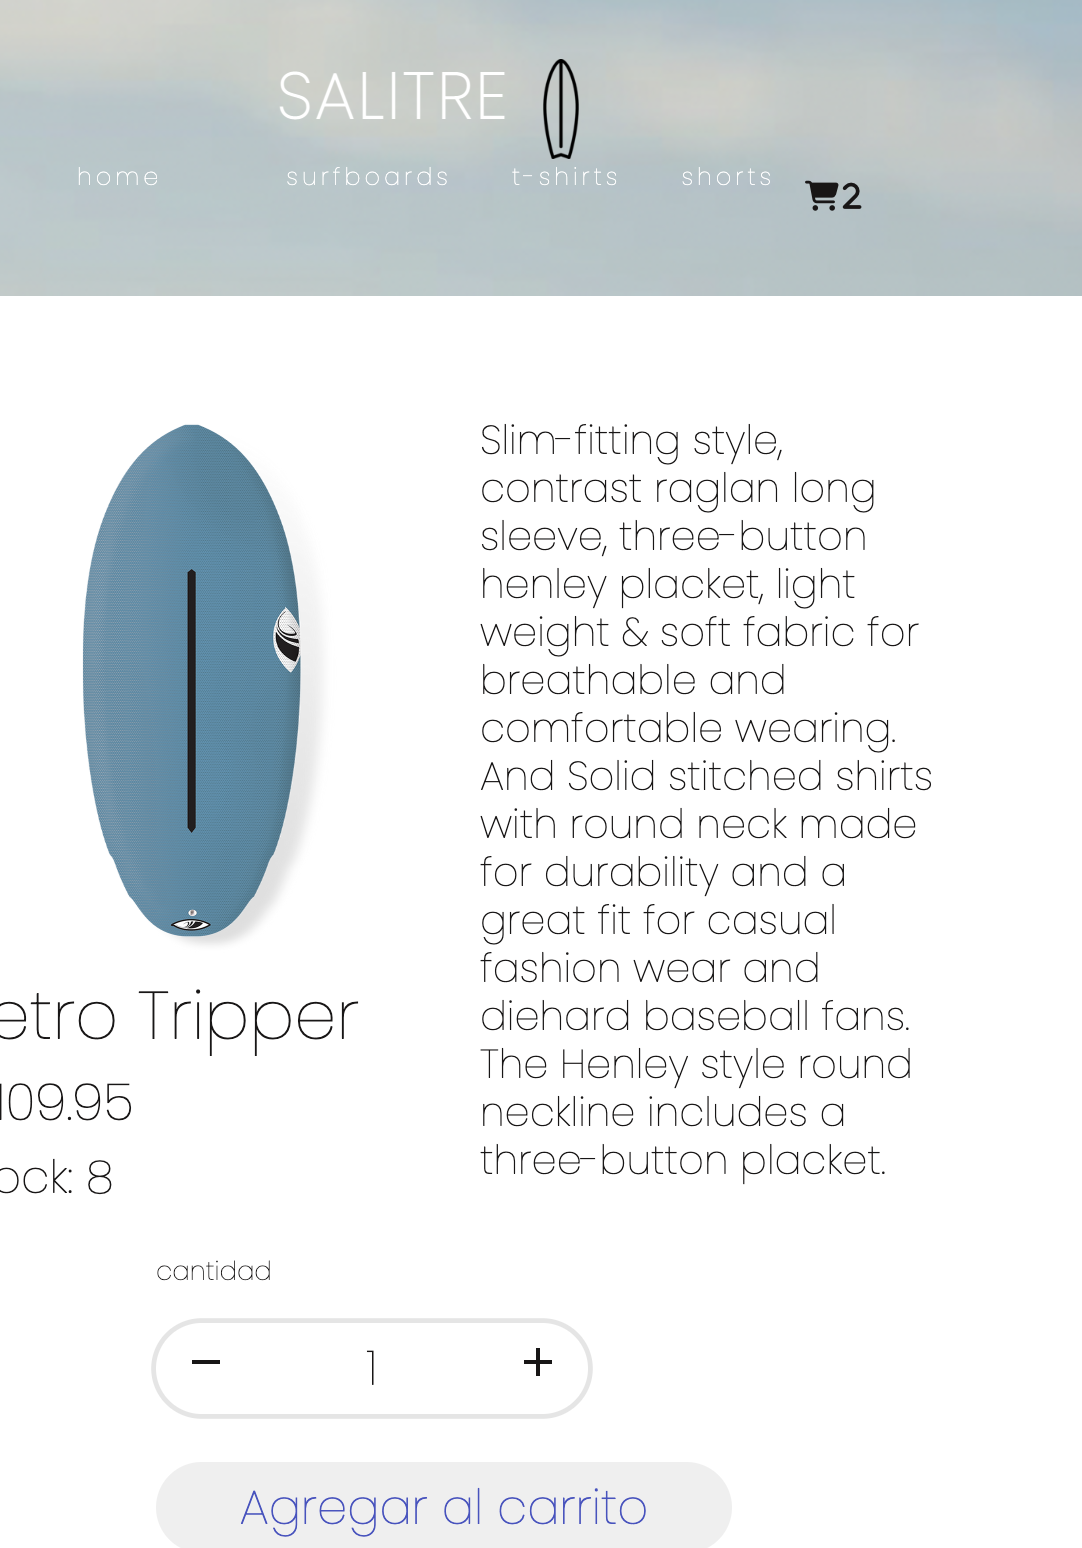 SALITRE
home surfboards t-shirts shorts 2
Slim-fitting style,
contrast raglan long
sleeve, three-button
henley placket, light
weight & soft fabric for
breathable and
comfortable wearing.
And Solid stitched shirts
with round neck made
for durability and a
great fit for casual
fashion wear and
diehard baseball fans.
The Henley style round
neckline includes a
three-button placket.
etro Tripper
109.95
ock: 8
cantidad
− 1 +
Agregar al carrito